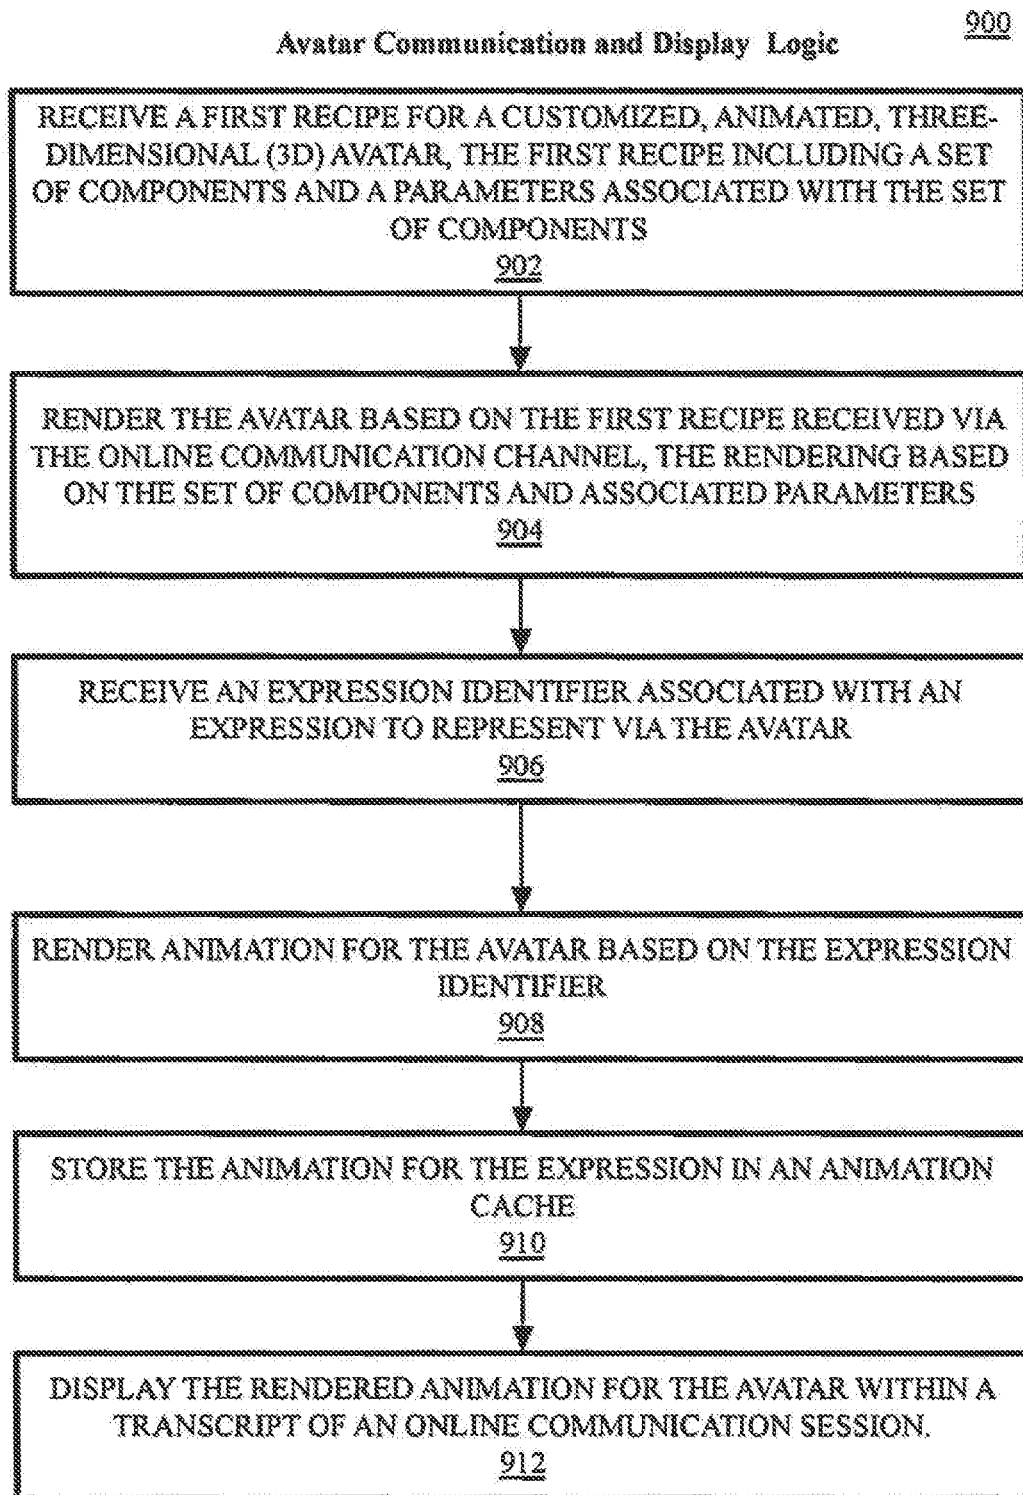 900
Avatar Communication and Display Logic
RECEIVE A FIRST RECIPE FOR A CUSTOMIZED, ANIMATED, THREE-
DIMENSIONAL (3D) AVATAR, THE FIRST RECIPE INCLUDING A SET
OF COMPONENTS AND A PARAMETERS ASSOCIATED WITH THE SET
OF COMPONENTS
902
RENDER THE AVATAR BASED ON THE FIRST RECIPE RECEIVED VIA
THE ONLINE COMMUNICATION CHANNEL, THE RENDERING BASED
ON THE SET OF COMPONENTS AND ASSOCIATED PARAMETERS
904
RECEIVE AN EXPRESSION IDENTIFIER ASSOCIATED WITH AN
EXPRESSION TO REPRESENT VIA THE AVATAR
906
RENDER ANIMATION FOR THE AVATAR BASED ON THE EXPRESSION
IDENTIFIER
908
STORE THE ANIMATION FOR THE EXPRESSION IN AN ANIMATION
CACHE
910
DISPLAY THE RENDERED ANIMATION FOR THE AVATAR WITHIN A
TRANSCRIPT OF AN ONLINE COMMUNICATION SESSION.
912